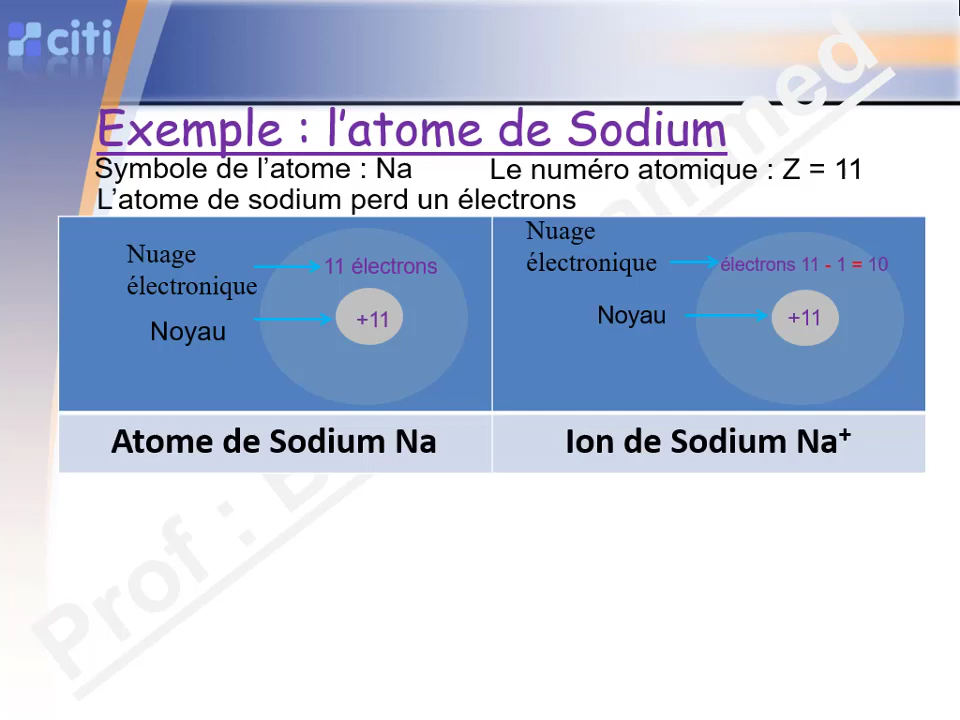 citi
Exemple : l’atome de Sodium
Symbole de l’atome : Na
Le numéro atomique : Z = 11
L’atome de sodium perd un électrons
Nuage
électronique
11 électrons
Noyau
+11
Nuage
électronique
électrons 11 - 1 = 10
Noyau
+11
Atome de Sodium Na
Ion de Sodium Na⁺
Prof :